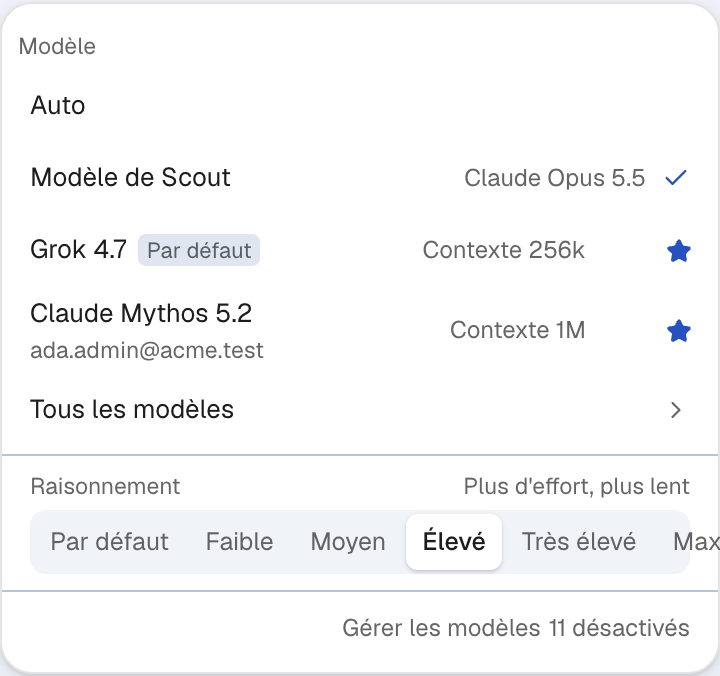 Modèle
Auto
Modèle de Scout Claude Opus 5.5
Grok 4.7 Par défaut Contexte 256k
Claude Mythos 5.2 Contexte 1M
ada.admin@acme.test
Tous les modèles
Raisonnement Plus d'effort, plus lent
Par défaut Faible Moyen Élevé Très élevé Max
Gérer les modèles 11 désactivés